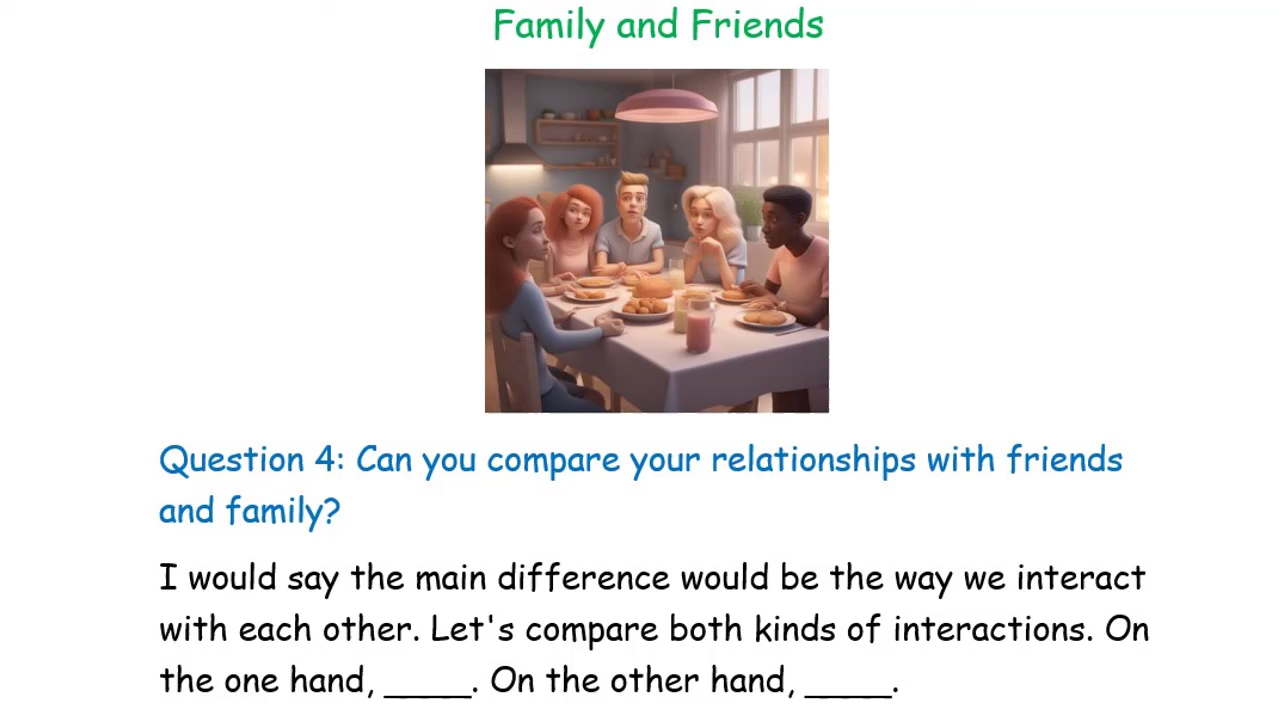 Family and Friends
Question 4: Can you compare your relationships with friends
and family?
I would say the main difference would be the way we interact
with each other. Let's compare both kinds of interactions. On
the one hand, ____. On the other hand, ____.